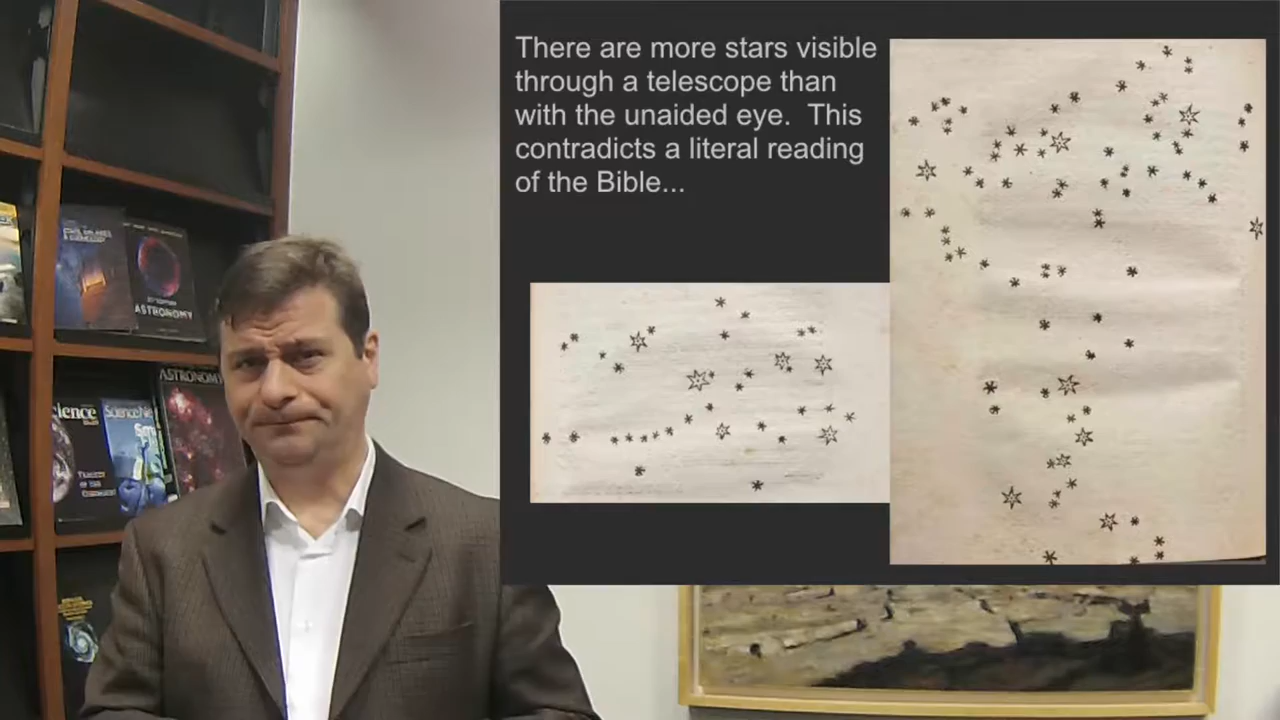 There are more stars visible
through a telescope than
with the unaided eye.  This
contradicts a literal reading
of the Bible...
ASTRONOMY
ASTRONOMY
Science